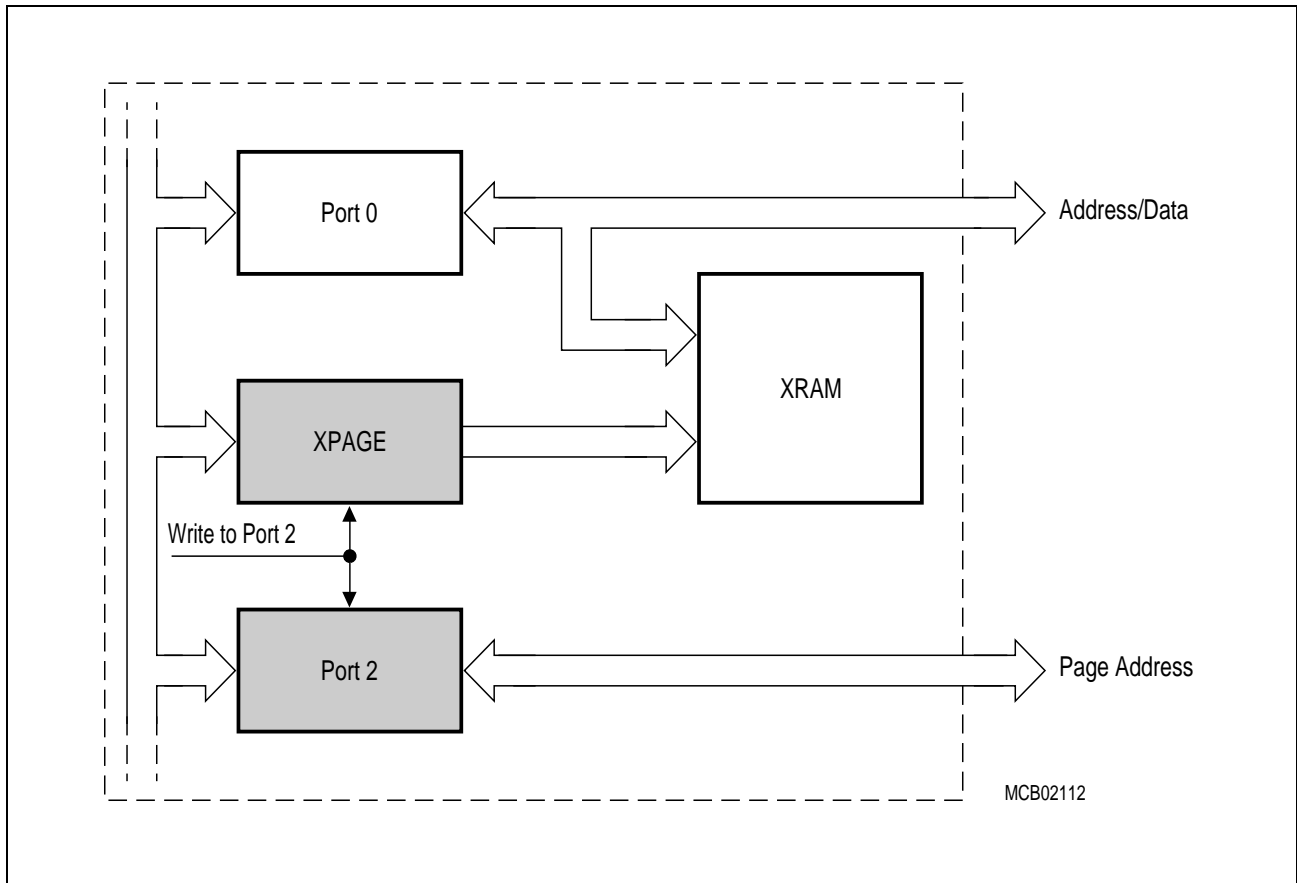 Port 0
Address/Data
XRAM
XPAGE
Write to Port 2
Port 2
Page Address
MCB02112